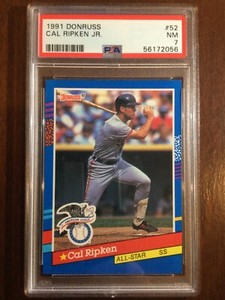 1991 DONRUSS #52
CAL RIPKEN JR. NM
PSA 7
56172056
Donruss
Cal Ripken
ALL-STAR SS